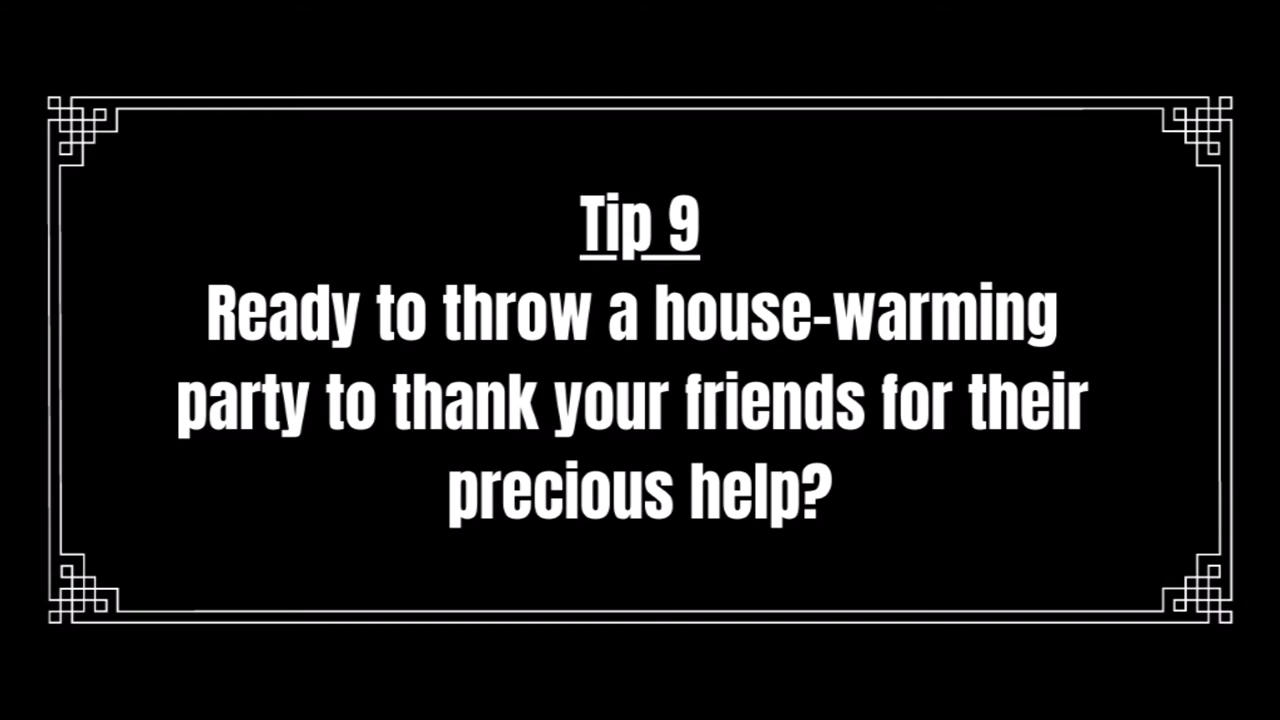 Tip 9
Ready to throw a house-warming
party to thank your friends for their
precious help?